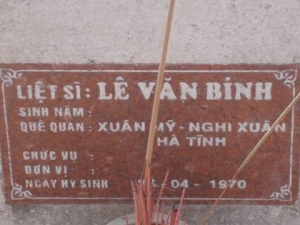 LIỆT SĨ : LÊ VĂN BÍNH
SINH NĂM :
QUÊ QUÁN : XUÂN MỸ - NGHI XUÂN
HÀ TĨNH
CHỨC VỤ :
ĐƠN VỊ :
NGÀY HY SINH - 04 - 1970